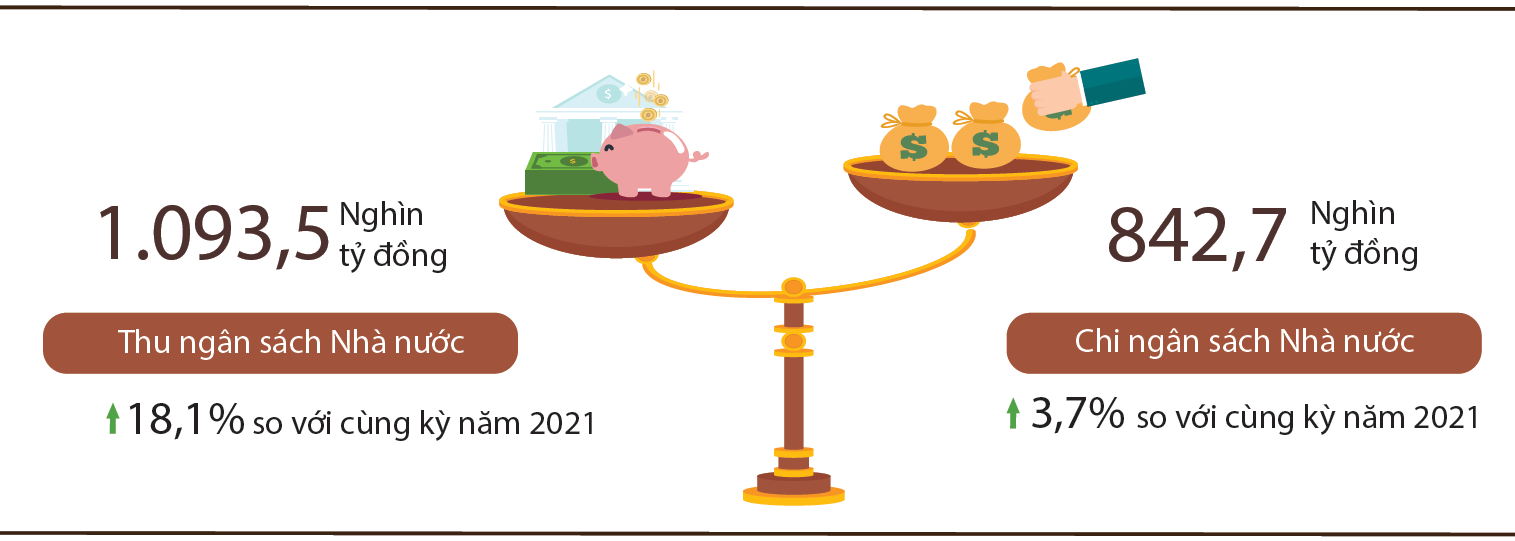 1.093,5 Nghìn
tỷ đồng
Thu ngân sách Nhà nước
18,1% so với cùng kỳ năm 2021
$
$
$
$
842,7 Nghìn
tỷ đồng
Chi ngân sách Nhà nước
3,7% so với cùng kỳ năm 2021